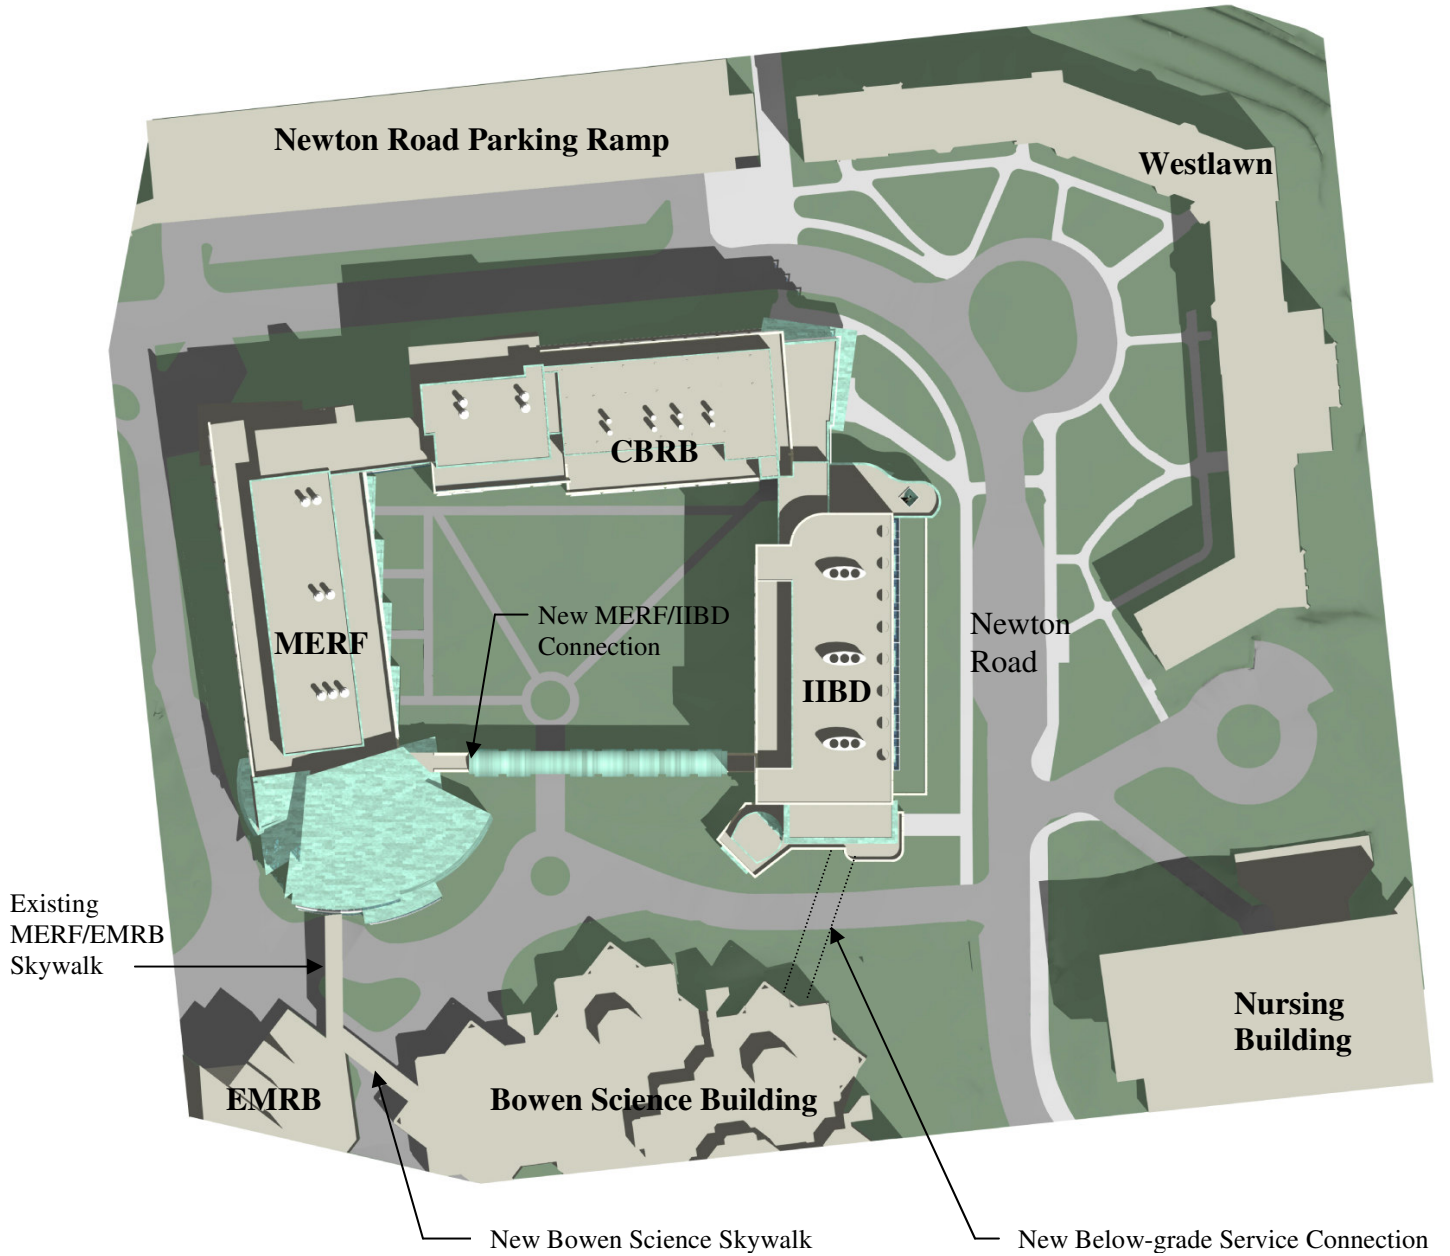 Newton Road Parking Ramp
Westlawn
CBRB
New MERF/IIBD
Connection
MERF
Newton
Road
IIBD
Existing
MERF/EMRB
Skywalk
Nursing
Building
EMRB
Bowen Science Building
New Bowen Science Skywalk
New Below-grade Service Connection